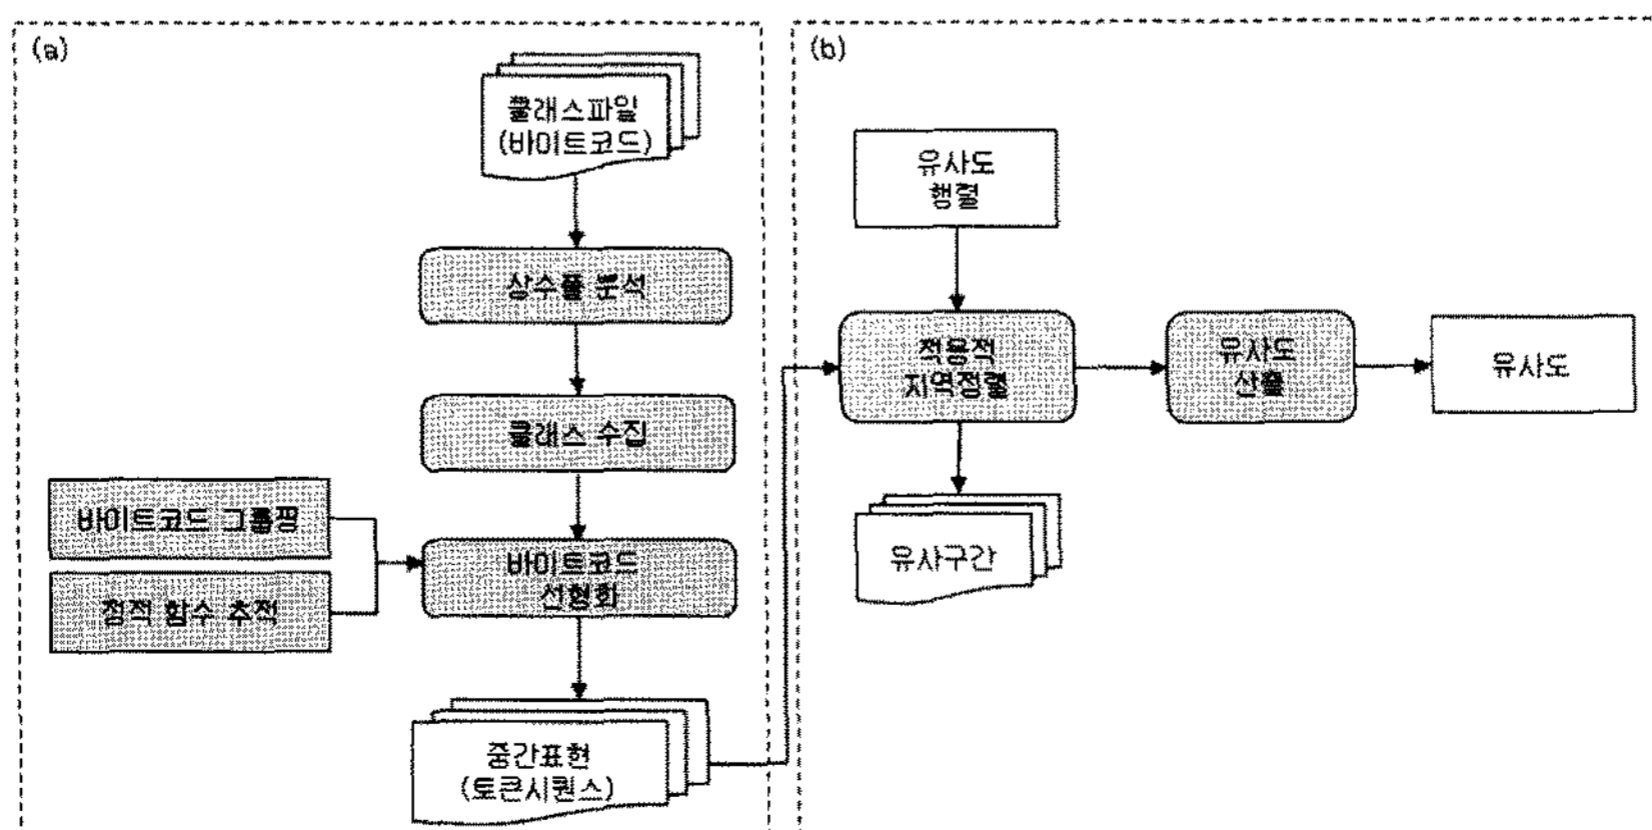 (a)
클래스파일
(바이트코드)
상수풀 분석
클래스 수집
바이트코드 그룹핑
정적 함수 추적
바이트코드
선형화
중간표현
(토큰시퀀스)
(b)
유사도
행렬
적응적
지역정렬
유사도
산출
유사도
유사구간